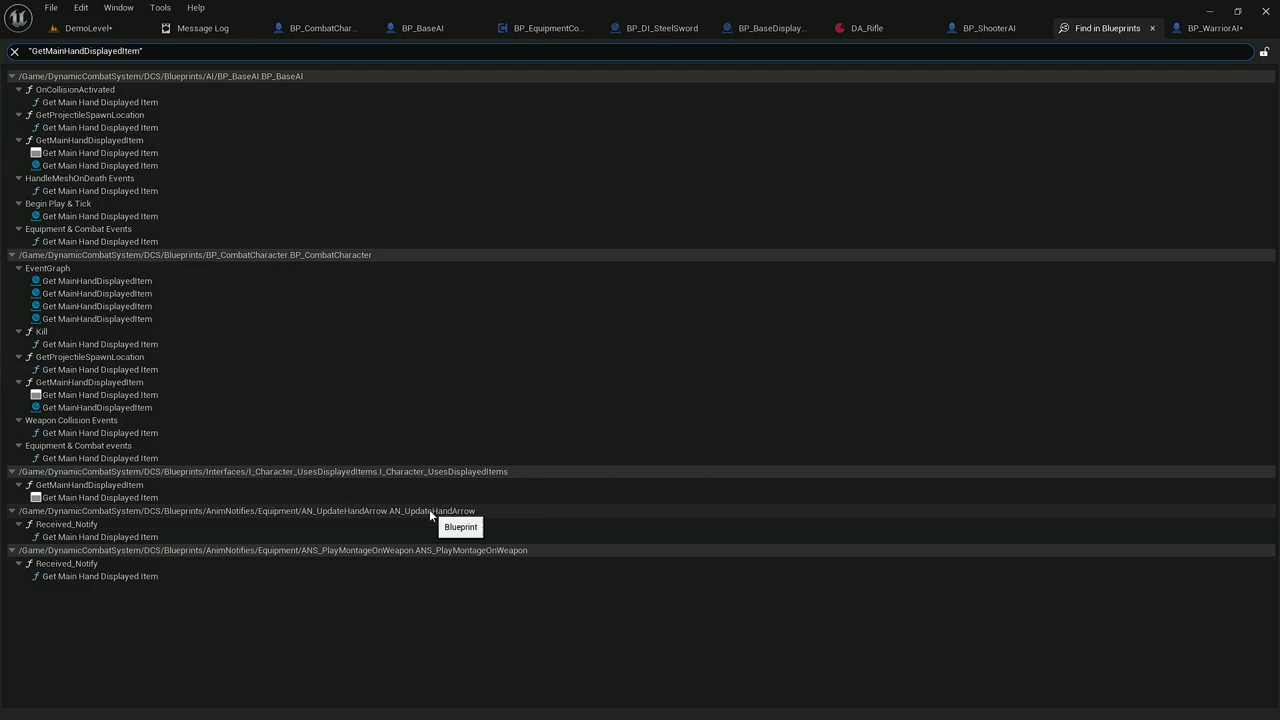 File Edit Window Tools Help
DemoLevel• Message Log BP_CombatChar... BP_BaseAI BP_EquipmentCo... BP_DI_SteelSword BP_BaseDisplay... DA_Rifle BP_ShooterAI Find in Blueprints BP_WarriorAI•
"GetMainHandDisplayedItem"
/Game/DynamicCombatSystem/DCS/Blueprints/AI/BP_BaseAI.BP_BaseAI
OnCollisionActivated
Get Main Hand Displayed Item
GetProjectileSpawnLocation
Get Main Hand Displayed Item
GetMainHandDisplayedItem
Get Main Hand Displayed Item
Get Main Hand Displayed Item
HandleMeshOnDeath Events
Get Main Hand Displayed Item
Begin Play & Tick
Get Main Hand Displayed Item
Equipment & Combat Events
Get Main Hand Displayed Item
/Game/DynamicCombatSystem/DCS/Blueprints/BP_CombatCharacter.BP_CombatCharacter
EventGraph
Get MainHandDisplayedItem
Get MainHandDisplayedItem
Get MainHandDisplayedItem
Get MainHandDisplayedItem
Kill
Get Main Hand Displayed Item
GetProjectileSpawnLocation
Get Main Hand Displayed Item
GetMainHandDisplayedItem
Get Main Hand Displayed Item
Get MainHandDisplayedItem
Weapon Collision Events
Get Main Hand Displayed Item
Equipment & Combat events
Get Main Hand Displayed Item
/Game/DynamicCombatSystem/DCS/Blueprints/Interfaces/I_Character_UsesDisplayedItems.I_Character_UsesDisplayedItems
GetMainHandDisplayedItem
Get Main Hand Displayed Item
/Game/DynamicCombatSystem/DCS/Blueprints/AnimNotifies/Equipment/AN_UpdateHandArrow.AN_UpdateHandArrow
Blueprint
Received_Notify
Get Main Hand Displayed Item
/Game/DynamicCombatSystem/DCS/Blueprints/AnimNotifies/Equipment/ANS_PlayMontageOnWeapon.ANS_PlayMontageOnWeapon
Received_Notify
Get Main Hand Displayed Item